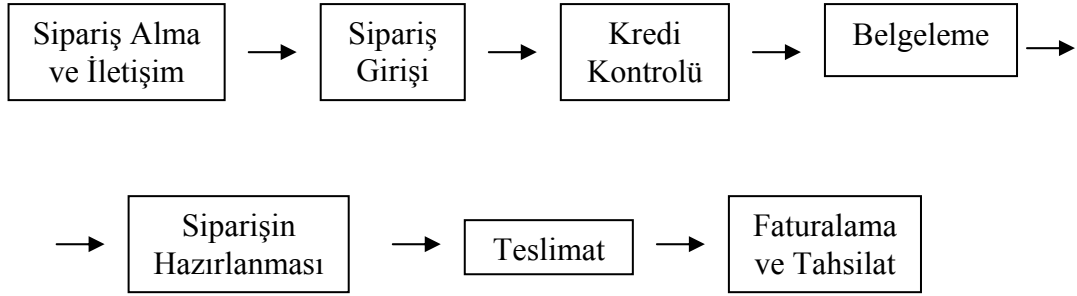 Sipariş Alma
ve İletişim
Sipariş
Girişi
Kredi
Kontrolü
Belgeleme
Siparişin
Hazırlanması
Teslimat
Faturalama
ve Tahsilat